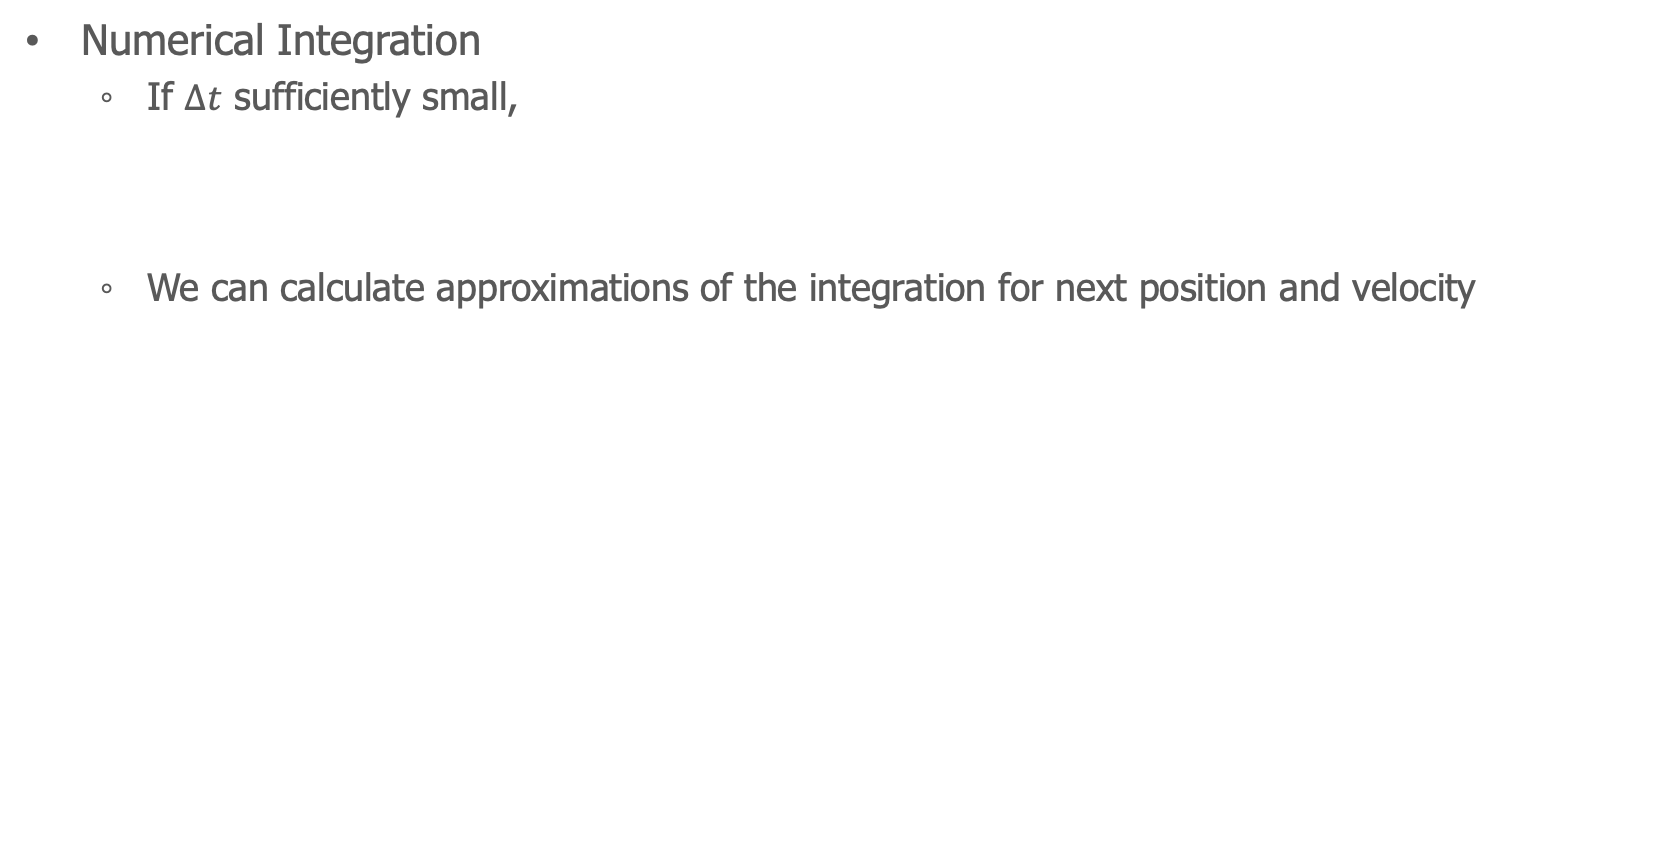 • Numerical Integration
◦ If Δ𝑡 sufficiently small,
◦ We can calculate approximations of the integration for next position and velocity